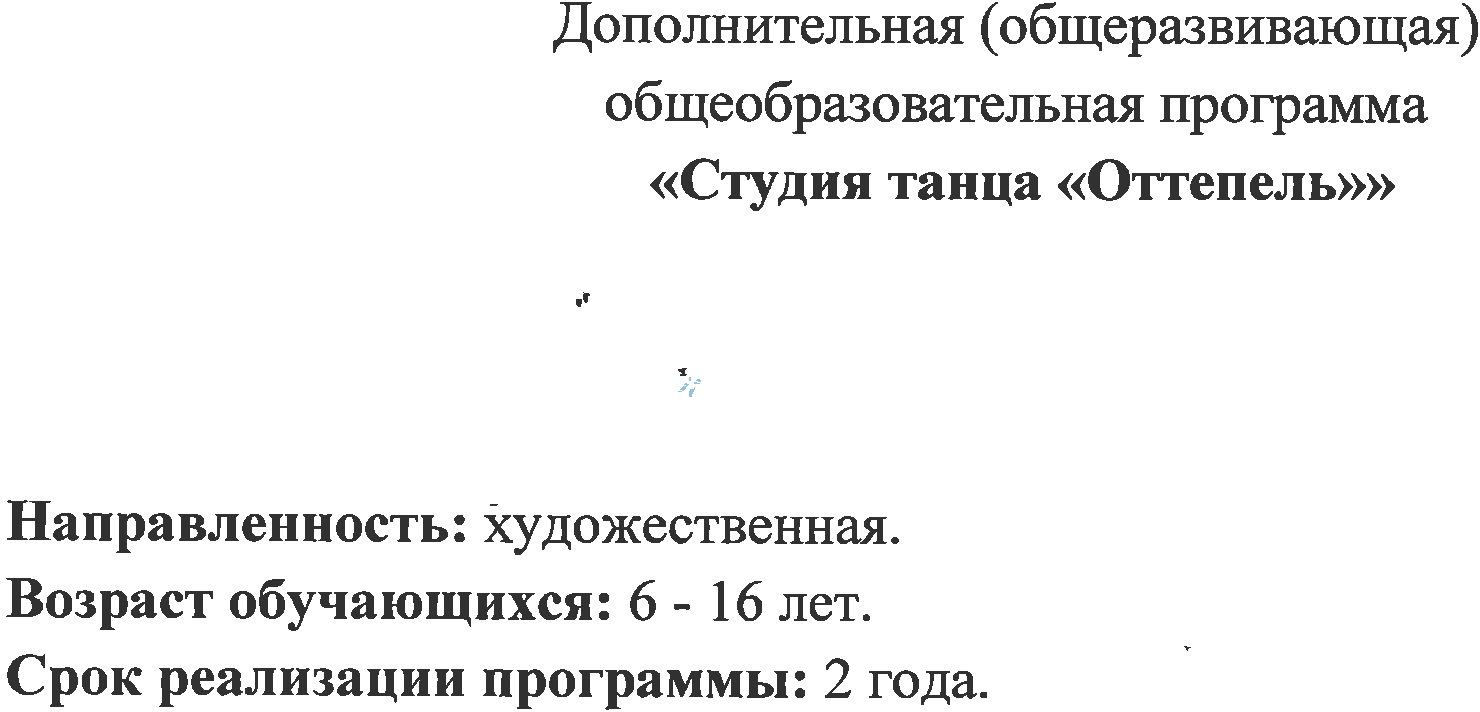 Дополнительная (общеразвивающая)
общеобразовательная программа
«Студия танца «Оттепель»»
Направленность: художественная.
Возраст обучающихся: 6 - 16 лет.
Срок реализации программы: 2 года.